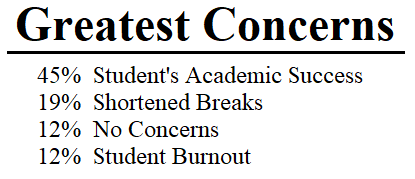 Greatest Concerns
45% Student's Academic Success
19% Shortened Breaks
12% No Concerns
12% Student Burnout